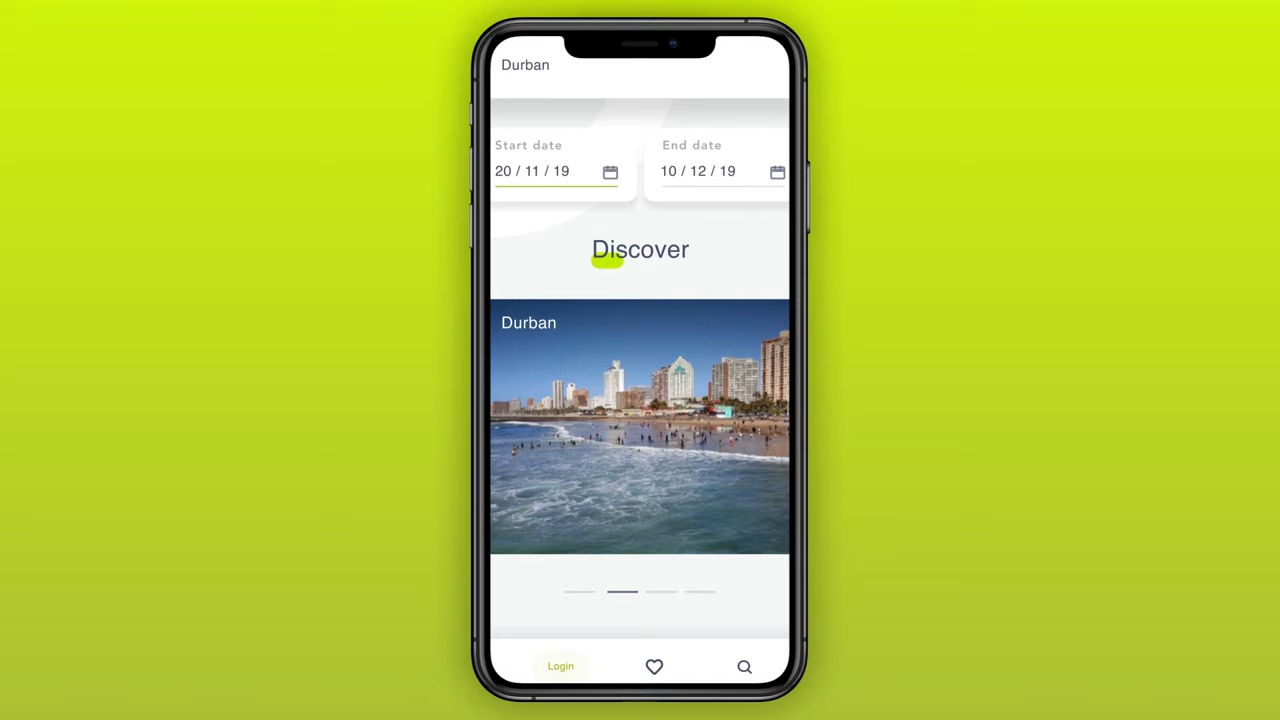 Durban
Start date End date
20 / 11 / 19 10 / 12 / 19
Discover
Durban
Login